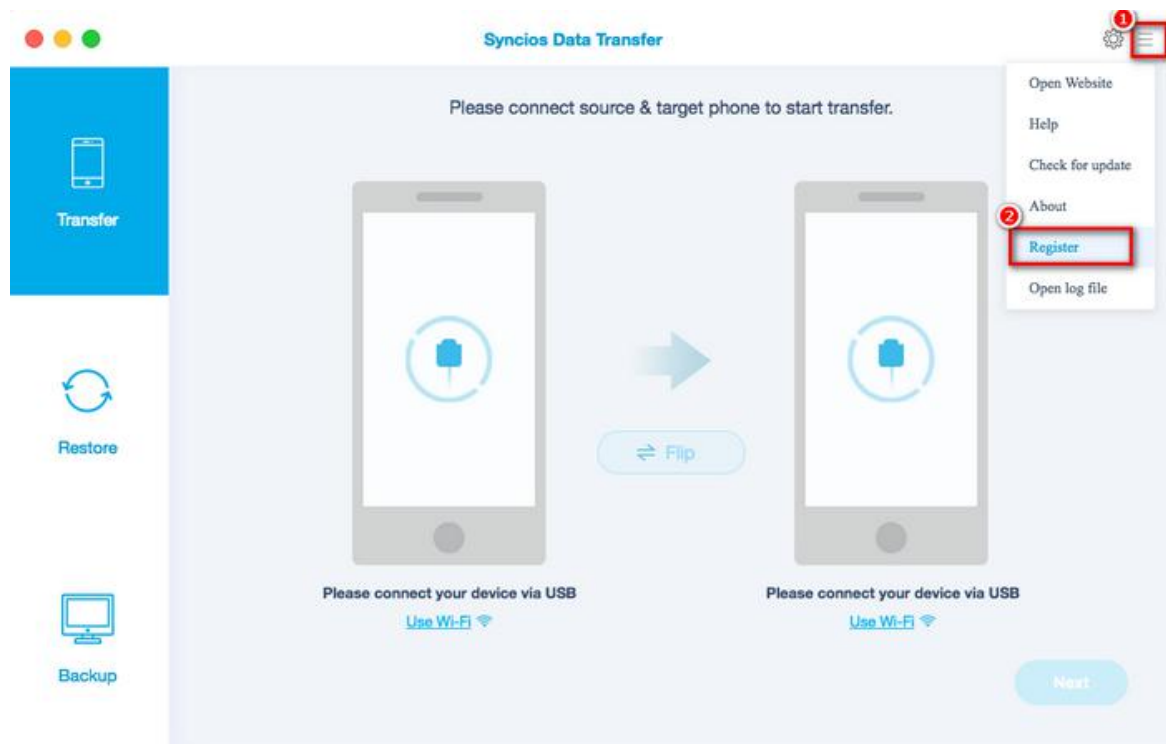 1
Syncios Data Transfer
Open Website
Please connect source & target phone to start transfer.
Help
Check for update
About
2
Register
Open log file
Transfer
Restore
Backup
Flip
Please connect your device via USB
Use Wi-Fi
Please connect your device via USB
Use Wi-Fi
Next